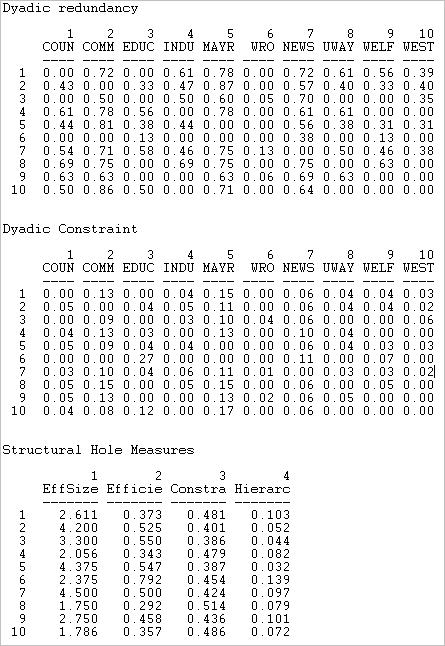 Dyadic redundancy
1 2 3 4 5 6 7 8 9 10
COUN COMM EDUC INDU MAYR WRO NEWS UWAY WELF WEST
---- ---- ---- ---- ---- ---- ---- ---- ---- ----
1 0.00 0.72 0.00 0.61 0.78 0.00 0.72 0.61 0.56 0.39
2 0.43 0.00 0.33 0.47 0.87 0.00 0.57 0.40 0.33 0.40
3 0.00 0.50 0.00 0.50 0.60 0.05 0.70 0.00 0.00 0.35
4 0.61 0.78 0.56 0.00 0.78 0.00 0.61 0.61 0.00 0.00
5 0.44 0.81 0.38 0.44 0.00 0.00 0.56 0.38 0.31 0.31
6 0.00 0.00 0.13 0.00 0.00 0.00 0.38 0.00 0.13 0.00
7 0.54 0.71 0.58 0.46 0.75 0.13 0.00 0.50 0.46 0.38
8 0.69 0.75 0.00 0.69 0.75 0.00 0.75 0.00 0.63 0.00
9 0.63 0.63 0.00 0.00 0.63 0.06 0.69 0.63 0.00 0.00
10 0.50 0.86 0.50 0.00 0.71 0.00 0.64 0.00 0.00 0.00
Dyadic Constraint
1 2 3 4 5 6 7 8 9 10
COUN COMM EDUC INDU MAYR WRO NEWS UWAY WELF WEST
---- ---- ---- ---- ---- ---- ---- ---- ---- ----
1 0.00 0.13 0.00 0.04 0.15 0.00 0.06 0.04 0.04 0.03
2 0.05 0.00 0.04 0.05 0.11 0.00 0.06 0.04 0.04 0.02
3 0.00 0.09 0.00 0.03 0.10 0.04 0.06 0.00 0.00 0.06
4 0.04 0.13 0.03 0.00 0.13 0.00 0.10 0.04 0.00 0.00
5 0.05 0.09 0.04 0.04 0.00 0.00 0.06 0.04 0.03 0.03
6 0.00 0.00 0.27 0.00 0.00 0.00 0.11 0.00 0.07 0.00
7 0.03 0.10 0.04 0.06 0.11 0.01 0.00 0.03 0.03 0.02
8 0.05 0.15 0.00 0.05 0.15 0.00 0.06 0.00 0.05 0.00
9 0.05 0.13 0.00 0.00 0.13 0.02 0.06 0.05 0.00 0.00
10 0.04 0.08 0.12 0.00 0.17 0.00 0.06 0.00 0.00 0.00
Structural Hole Measures
1 2 3 4
EffSize Efficie Constra Hierarc
------- ------- ------- -------
1 2.611 0.373 0.481 0.103
2 4.200 0.525 0.401 0.052
3 3.300 0.550 0.386 0.044
4 2.056 0.343 0.479 0.082
5 4.375 0.547 0.387 0.032
6 2.375 0.792 0.454 0.139
7 4.500 0.500 0.424 0.097
8 1.750 0.292 0.514 0.079
9 2.750 0.458 0.436 0.101
10 1.786 0.357 0.486 0.072